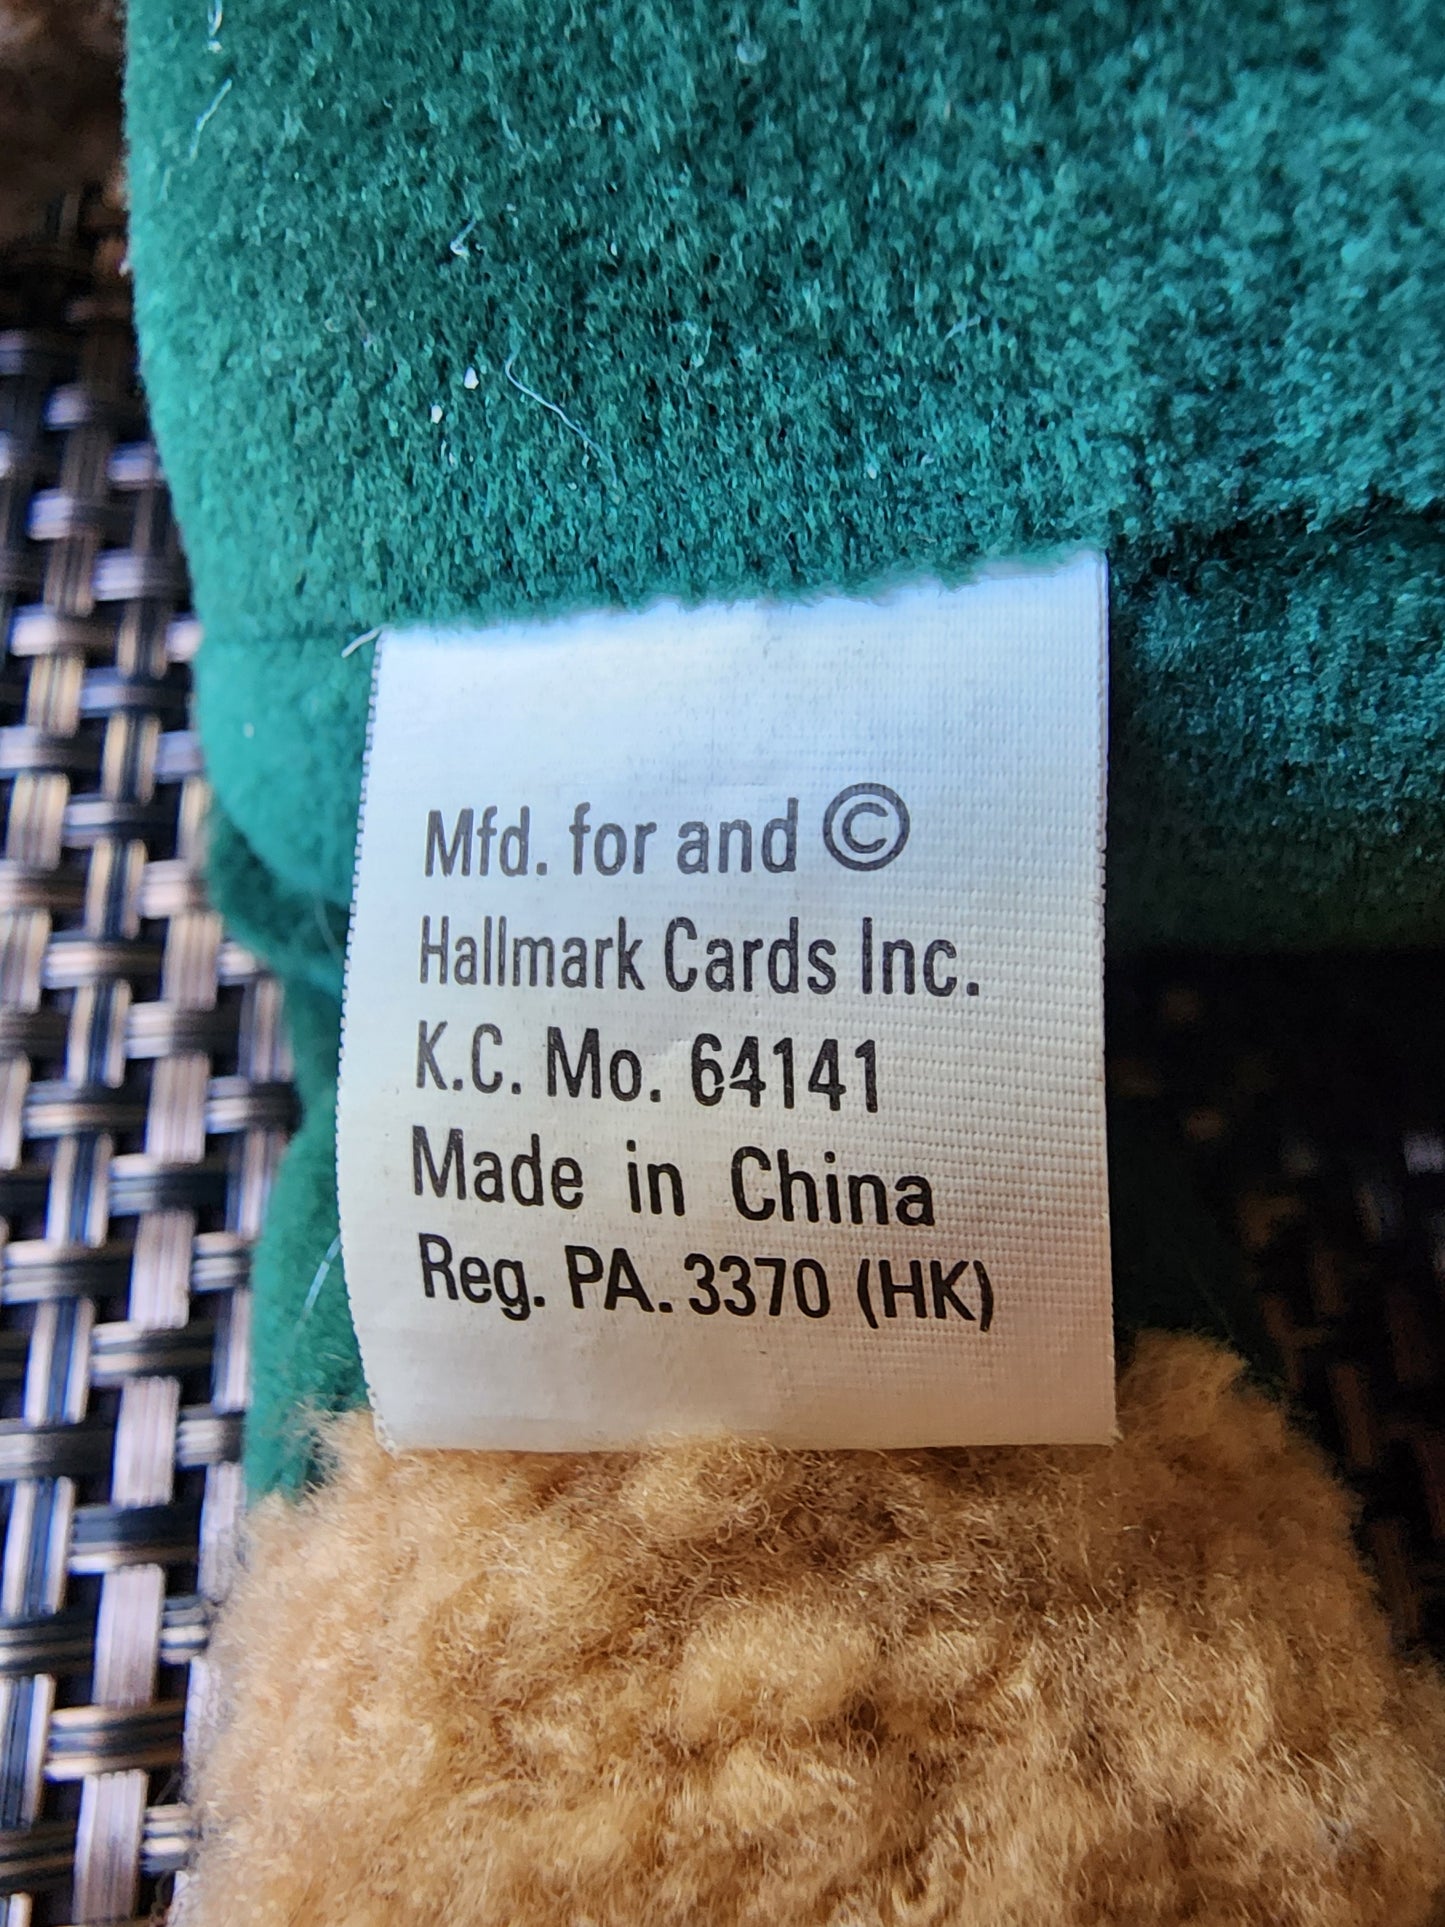 Mfd. for and ©
Hallmark Cards Inc.
K.C. Mo. 64141
Made in China
Reg. PA. 3370 (HK)